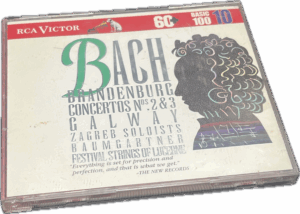 RCA VICTOR
60+
BASIC
100
10
BACH
BRANDENBURG
CONCERTOS NOS. 2 & 3
GALWAY
ZAGREB SOLOISTS
BAUMGARTNER
FESTIVAL STRINGS OF LUCERNE
"Everything is set for precision and
perfection, and that is what we get."
—THE NEW RECORDS